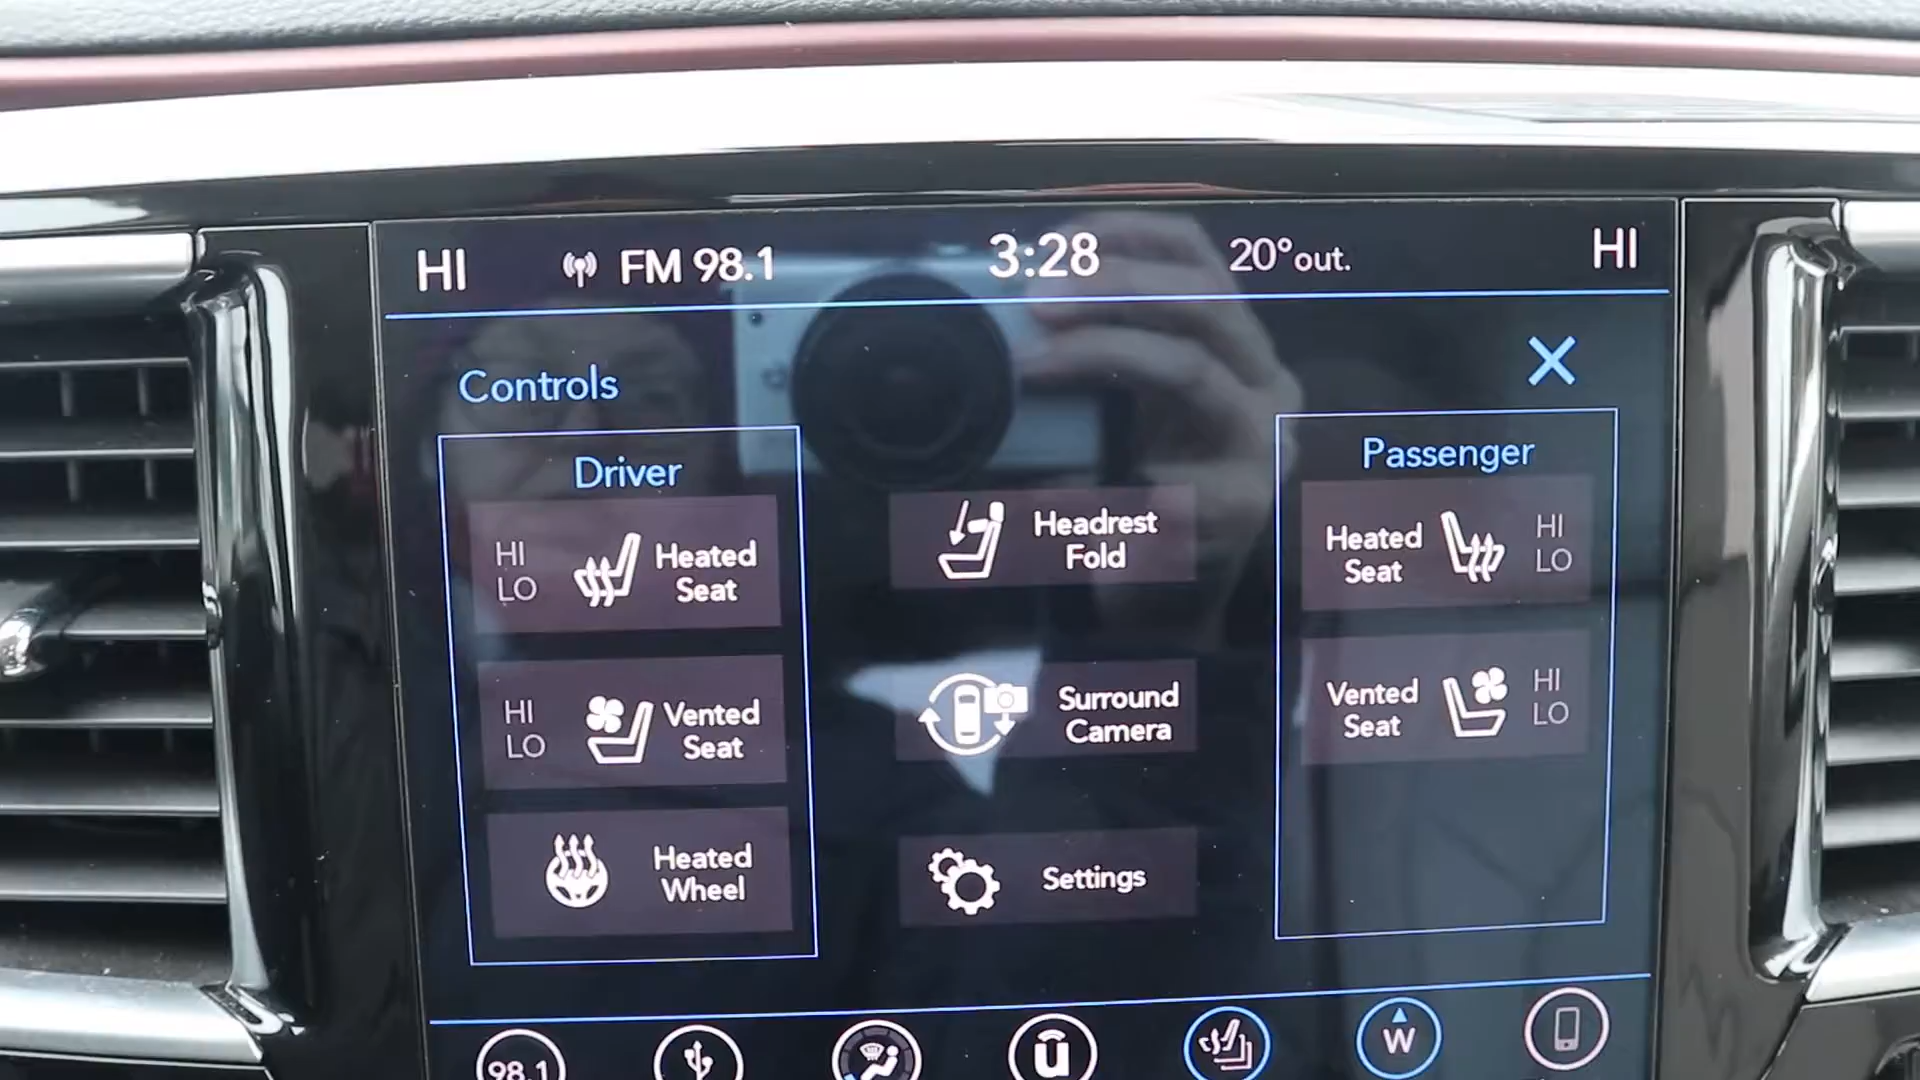 HI FM 98.1 3:28 20° out. HI
Controls
Driver
HI
LO
Heated
Seat
HI
LO
Vented
Seat
Heated
Wheel
Headrest
Fold
Surround
Camera
Settings
Passenger
Heated
Seat
HI
LO
Vented
Seat
HI
LO
98.1
u
W